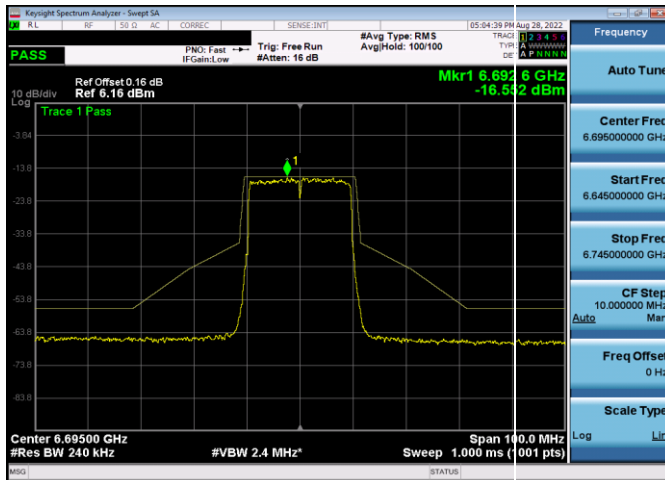 Keysight Spectrum Analyzer - Swept SA
RL RF 50 Ω AC CORREC SENSE:INT 05:04:39 PM Aug 28, 2022
PASS
PNO: Fast
IFGain:Low
Trig: Free Run
#Atten: 16 dB
#Avg Type: RMS
Avg|Hold: 100/100
TRAC 1 2 3 4 5 6
TYP A WWWWW
DE A P N N N N
Ref Offset 0.16 dB
Ref 6.16 dBm
10 dB/div
Log
Mkr1 6.692 6 GHz
-16.552 dBm
Trace 1 Pass
1
-3.84
-13.8
-23.8
-33.8
-43.8
-53.8
-63.8
-73.8
-83.8
Center 6.69500 GHz
#Res BW 240 kHz
#VBW 2.4 MHz*
Span 100.0 MHz
Sweep 1.000 ms (1001 pts)
MSG
STATUS
Frequency
Auto Tune
Center Freq
6.695000000 GHz
Start Freq
6.645000000 GHz
Stop Freq
6.745000000 GHz
CF Step
10.000000 MHz
Auto Man
Freq Offset
0 Hz
Scale Type
Log Lin